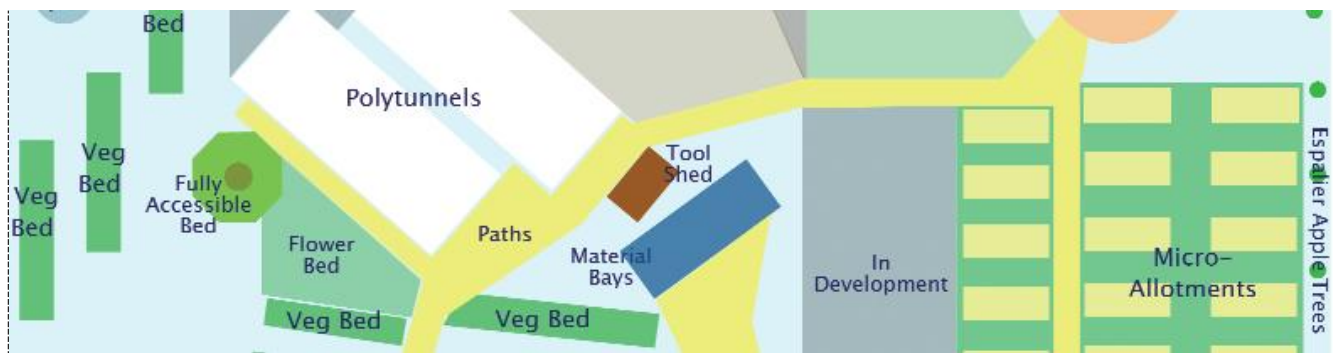 Bed
Polytunnels
Veg
Bed
Tool
Shed
Veg
Bed
Fully
Accessible
Bed
Paths
Flower
Bed
Material
Bays
In
Development
Micro-
Allotments
Espalier Apple Trees
Veg Bed
Veg Bed